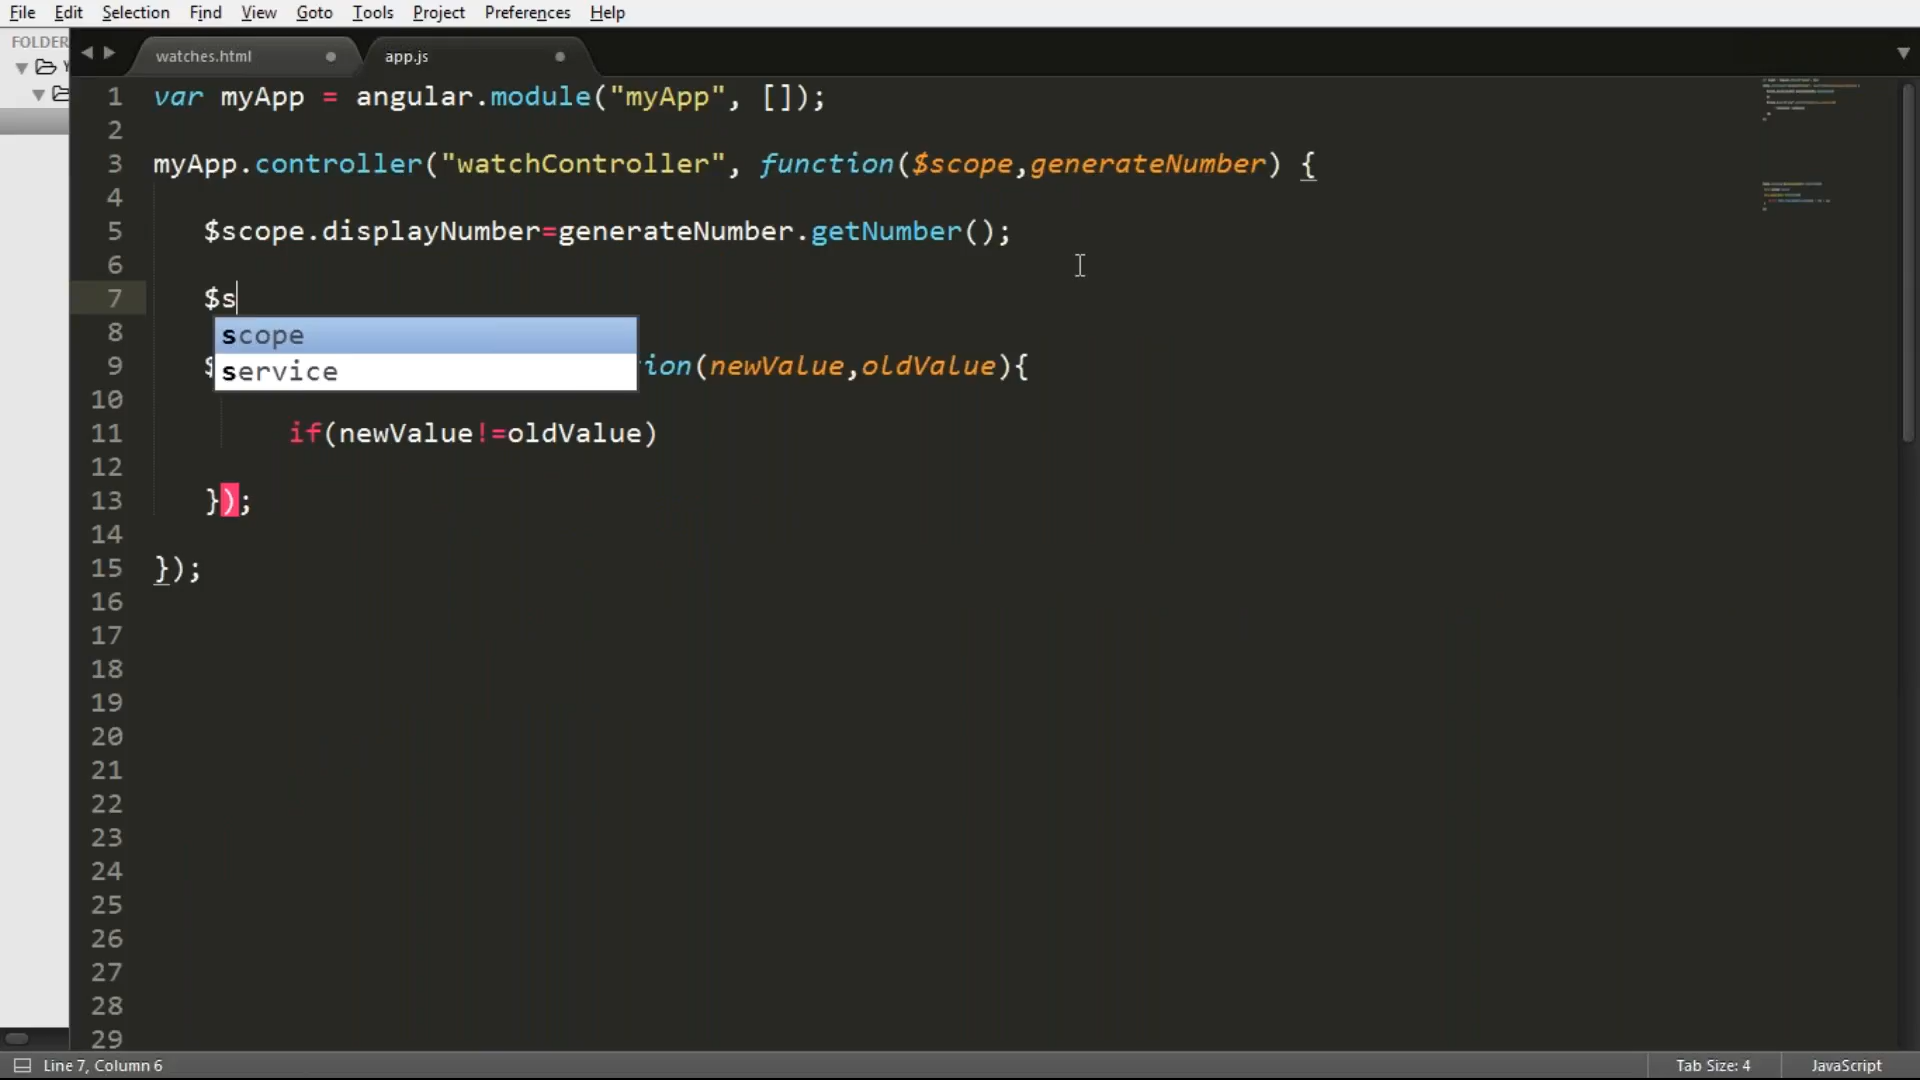 File Edit Selection Find View Goto Tools Project Preferences Help
FOLDER
watches.html app.js
1 var myApp = angular.module("myApp", []);
2
3 myApp.controller("watchController", function($scope,generateNumber) {
4
5 $scope.displayNumber=generateNumber.getNumber();
6
7 $s
8 scope
9 $ ion(newValue,oldValue){
service
10
11 if(newValue!=oldValue)
12
13 });
14
15 });
16
17
18
19
20
21
22
23
24
25
26
27
28
29
Line 7, Column 6 Tab Size: 4 JavaScript